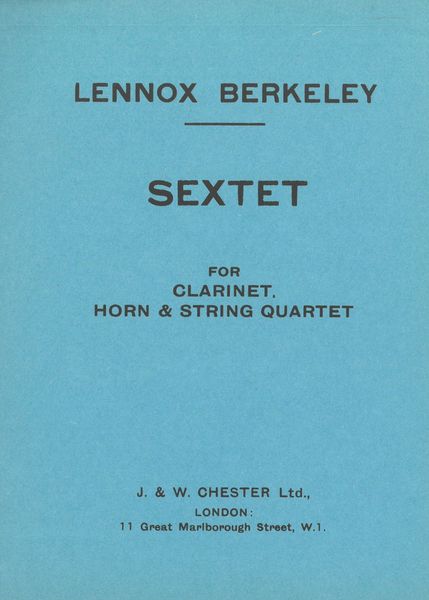 LENNOX BERKELEY
SEXTET
FOR
CLARINET,
HORN & STRING QUARTET
J. & W. CHESTER Ltd.,
LONDON:
11 Great Marlborough Street, W.1.